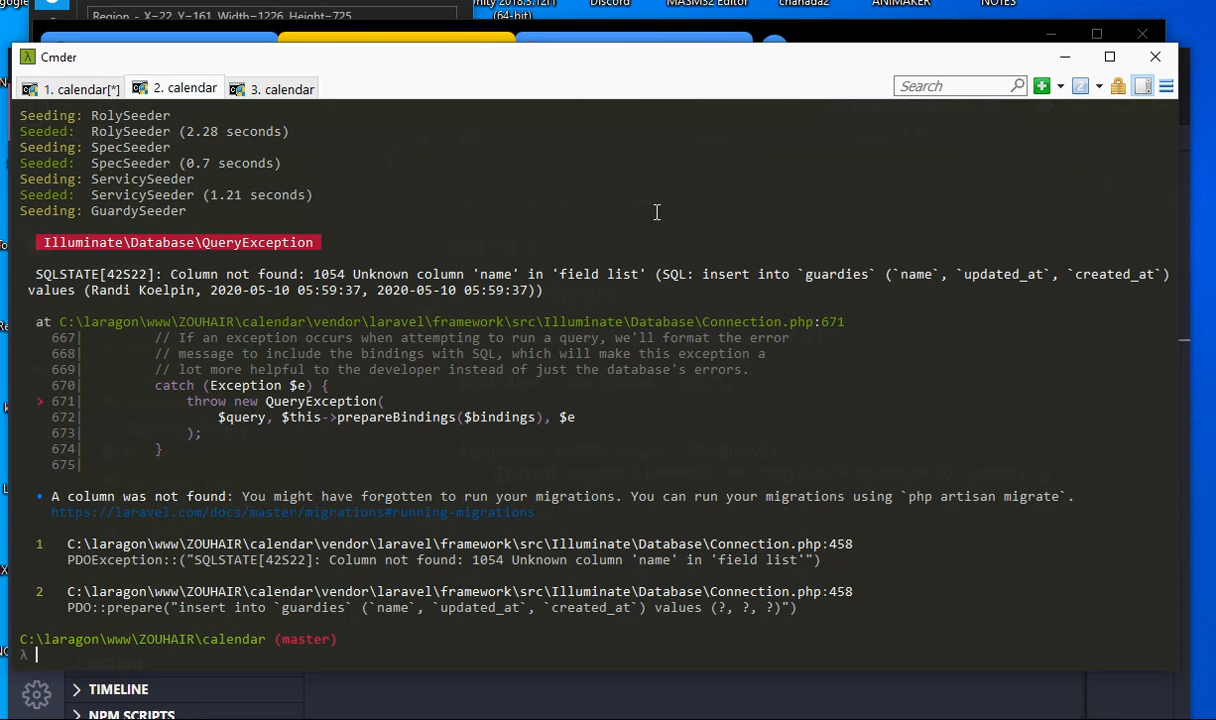 Region - X=22, Y=161, Width=1226, Height=725
Discord
MASM32 Editor
ANIMAKER
NOTES
(64-bit)
Cmder
1. calendar[*]
2. calendar
3. calendar
Search
Seeding: RolySeeder
Seeded:  RolySeeder (2.28 seconds)
Seeding: SpecSeeder
Seeded:  SpecSeeder (0.7 seconds)
Seeding: ServicySeeder
Seeded:  ServicySeeder (1.21 seconds)
Seeding: GuardySeeder
Illuminate\Database\QueryException
SQLSTATE[42S22]: Column not found: 1054 Unknown column 'name' in 'field list' (SQL: insert into `guardies` (`name`, `updated_at`, `created_at`)
values (Randi Koelpin, 2020-05-10 05:59:37, 2020-05-10 05:59:37))
at C:\laragon\www\ZOUHAIR\calendar\vendor\laravel\framework\src\Illuminate\Database\Connection.php:671
667| // If an exception occurs when attempting to run a query, we'll format the error
668| // message to include the bindings with SQL, which will make this exception a
669| // lot more helpful to the developer instead of just the database's errors.
670| catch (Exception $e) {
> 671| throw new QueryException(
672| $query, $this->prepareBindings($bindings), $e
673| );
674| }
675|
• A column was not found: You might have forgotten to run your migrations. You can run your migrations using `php artisan migrate`.
https://laravel.com/docs/master/migrations#running-migrations
1 C:\laragon\www\ZOUHAIR\calendar\vendor\laravel\framework\src\Illuminate\Database\Connection.php:458
PDOException::("SQLSTATE[42S22]: Column not found: 1054 Unknown column 'name' in 'field list'")
2 C:\laragon\www\ZOUHAIR\calendar\vendor\laravel\framework\src\Illuminate\Database\Connection.php:458
PDO::prepare("insert into `guardies` (`name`, `updated_at`, `created_at`) values (?, ?, ?)")
C:\laragon\www\ZOUHAIR\calendar (master)
λ
OUTLINE
TIMELINE
NPM SCRIPTS